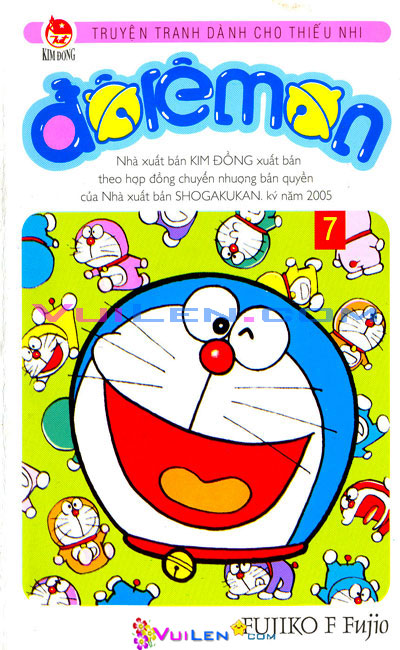 TRUYỆN TRANH DÀNH CHO THIẾU NHI
KIM ĐỒNG
đôrêmon
Nhà xuất bản KIM ĐỒNG xuất bản
theo hợp đồng chuyển nhượng bản quyền
của Nhà xuất bản SHOGAKUKAN. ký năm 2005
7
VUILEN.COM
FUJIKO F Fujio
VUILEN.COM